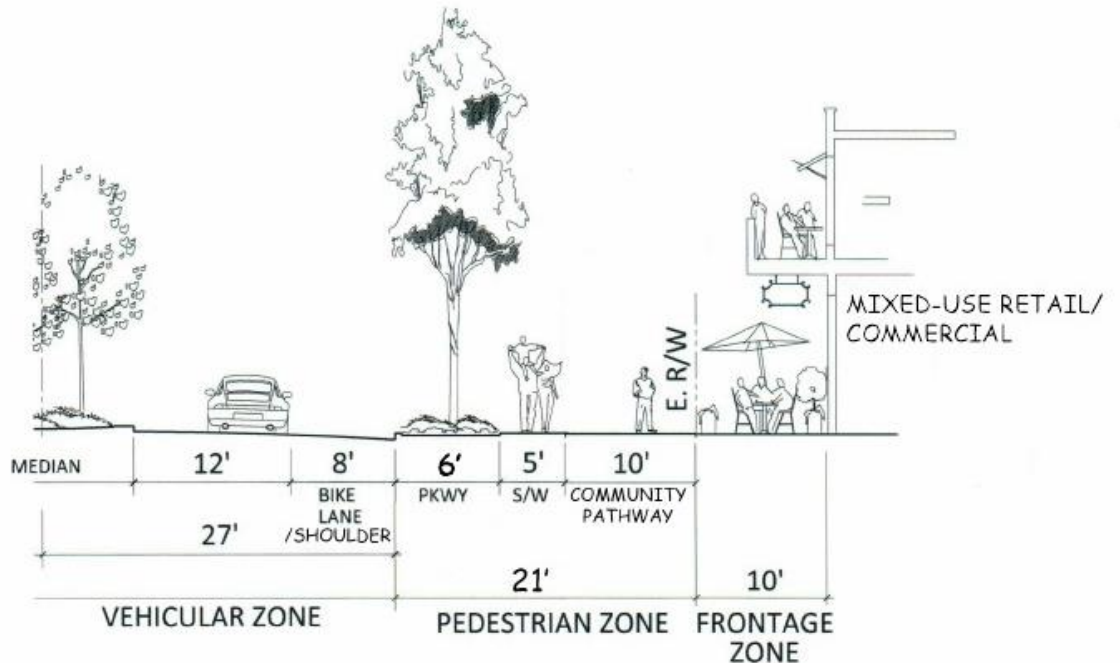 MIXED-USE RETAIL/
COMMERCIAL
E. R/W
MEDIAN
12'
8'
6'
5'
10'
BIKE
LANE
/SHOULDER
PKWY
S/W
COMMUNITY
PATHWAY
27'
21'
10'
VEHICULAR ZONE
PEDESTRIAN ZONE
FRONTAGE
ZONE